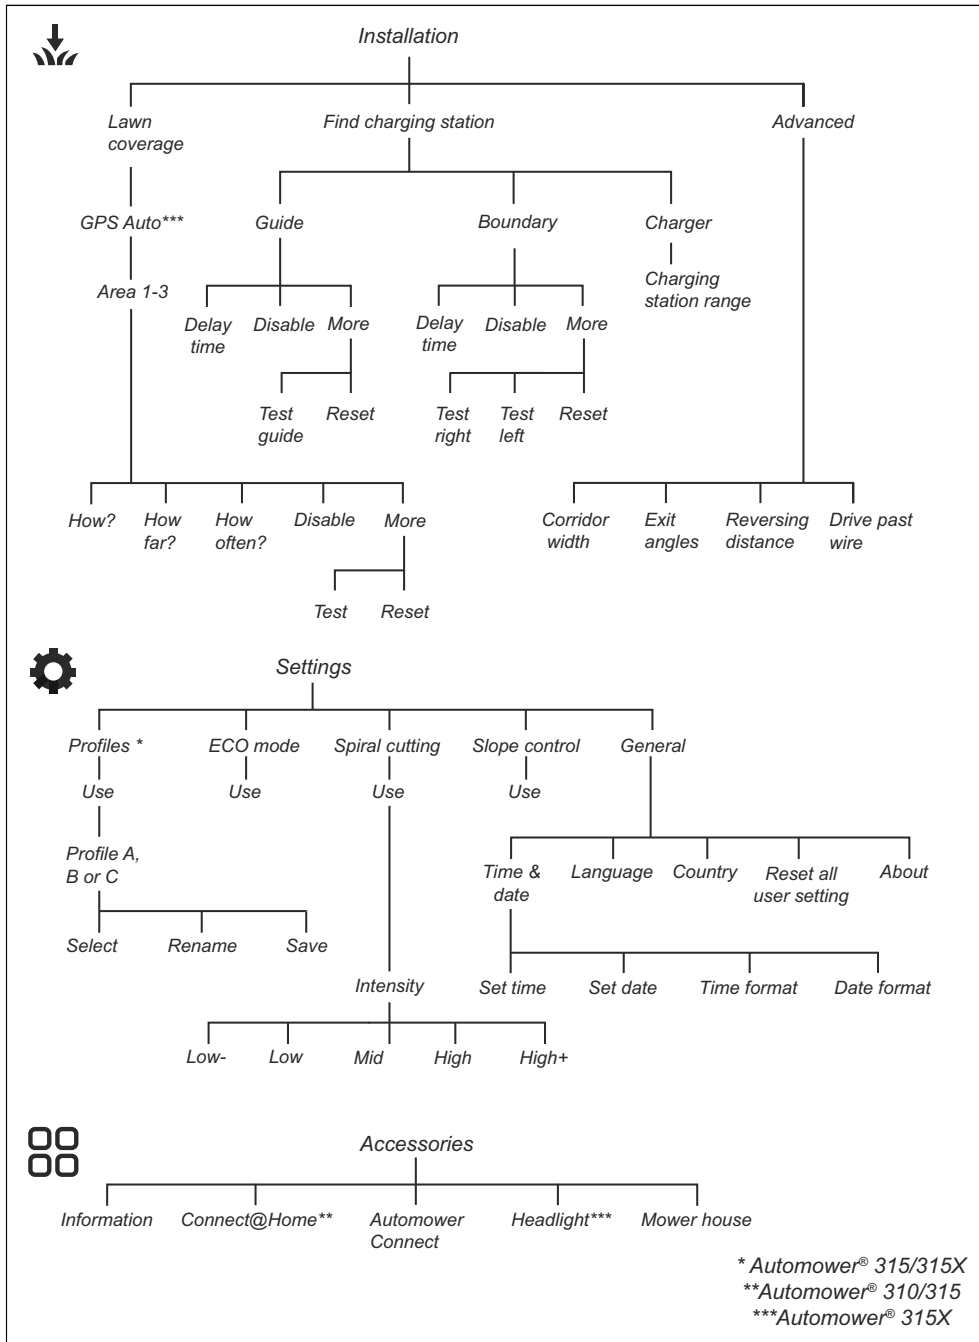 Installation
Lawn
coverage
Find charging station
Advanced
GPS Auto***
Guide
Boundary
Charger
Area 1-3
Charging
station range
Delay
time
Disable
More
Delay
time
Disable
More
Test
guide
Reset
Test
right
Test
left
Reset
How?
How
far?
How
often?
Disable
More
Corridor
width
Exit
angles
Reversing
distance
Drive past
wire
Test
Reset
Settings
Profiles *
ECO mode
Spiral cutting
Slope control
General
Use
Use
Use
Use
Profile A,
B or C
Time &
date
Language
Country
Reset all
user setting
About
Select
Rename
Save
Intensity
Set time
Set date
Time format
Date format
Low-
Low
Mid
High
High+
Accessories
Information
Connect@Home**
Automower
Connect
Headlight***
Mower house
* Automower® 315/315X
**Automower® 310/315
***Automower® 315X